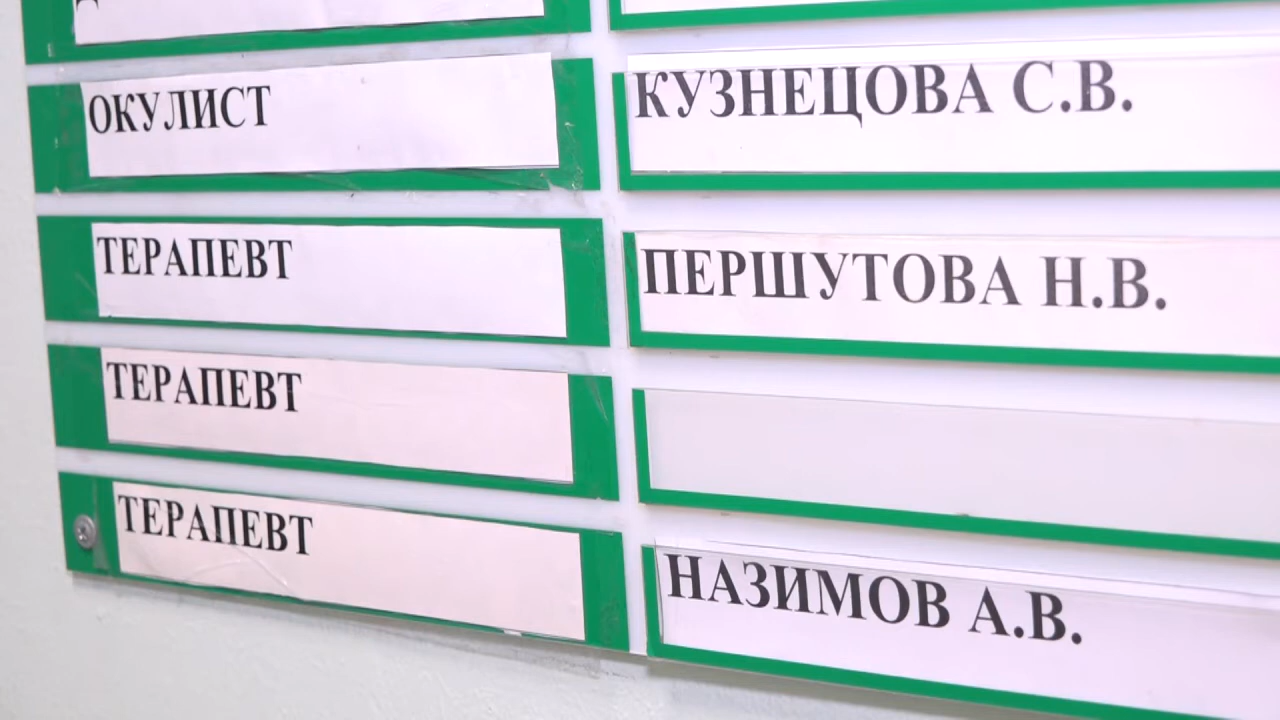 ОКУЛИСТ КУЗНЕЦОВА С.В.
ТЕРАПЕВТ ПЕРШУТОВА Н.В.
ТЕРАПЕВТ
ТЕРАПЕВТ НАЗИМОВ А.В.